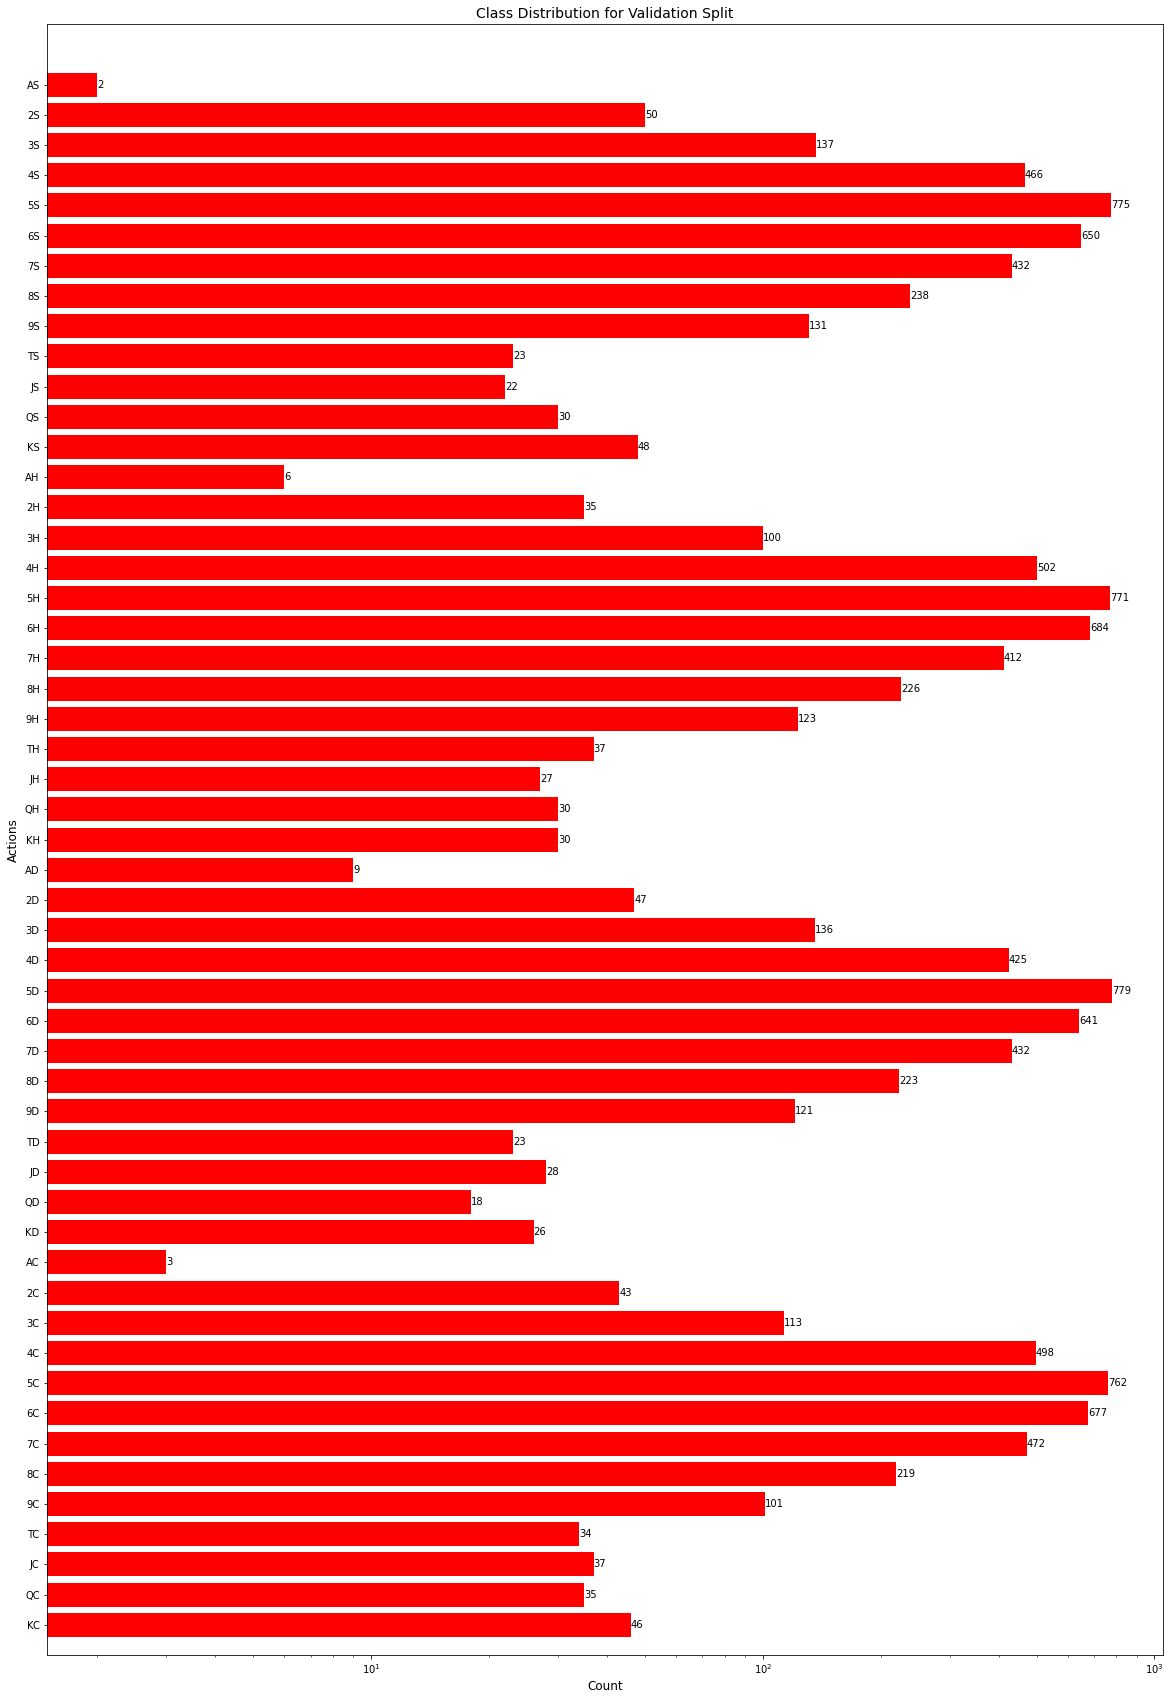 Class Distribution for Validation Split
AS 2
2S 50
3S 137
4S 466
5S 775
6S 650
7S 432
8S 238
9S 131
TS 23
JS 22
QS 30
KS 48
AH 6
2H 35
3H 100
4H 502
5H 771
6H 684
7H 412
8H 226
9H 123
TH 37
JH 27
QH 30
KH 30
Actions
AD 9
2D 47
3D 136
4D 425
5D 779
6D 641
7D 432
8D 223
9D 121
TD 23
JD 28
QD 18
KD 26
AC 3
2C 43
3C 113
4C 498
5C 762
6C 677
7C 472
8C 219
9C 101
TC 34
JC 37
QC 35
KC 46
10¹ 10² 10³
Count